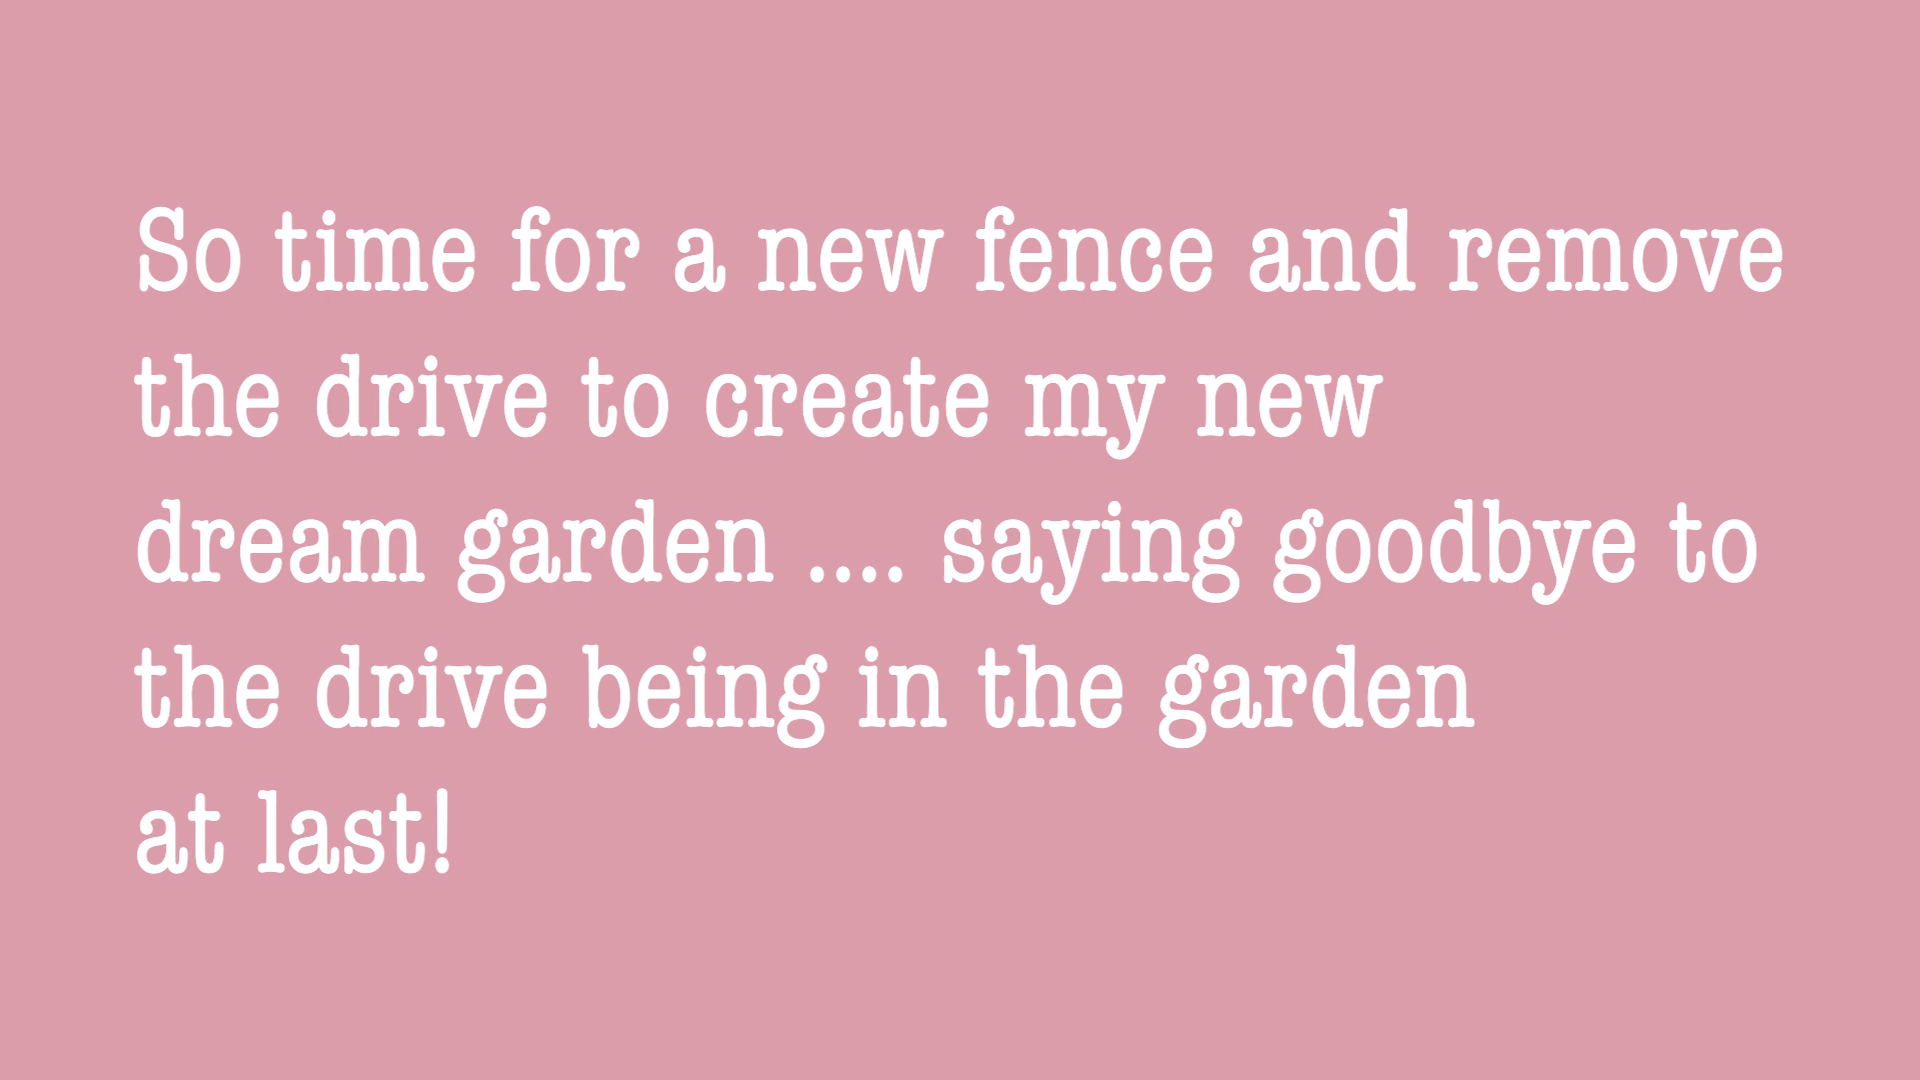 So time for a new fence and remove
the drive to create my new
dream garden .... saying goodbye to
the drive being in the garden
at last!